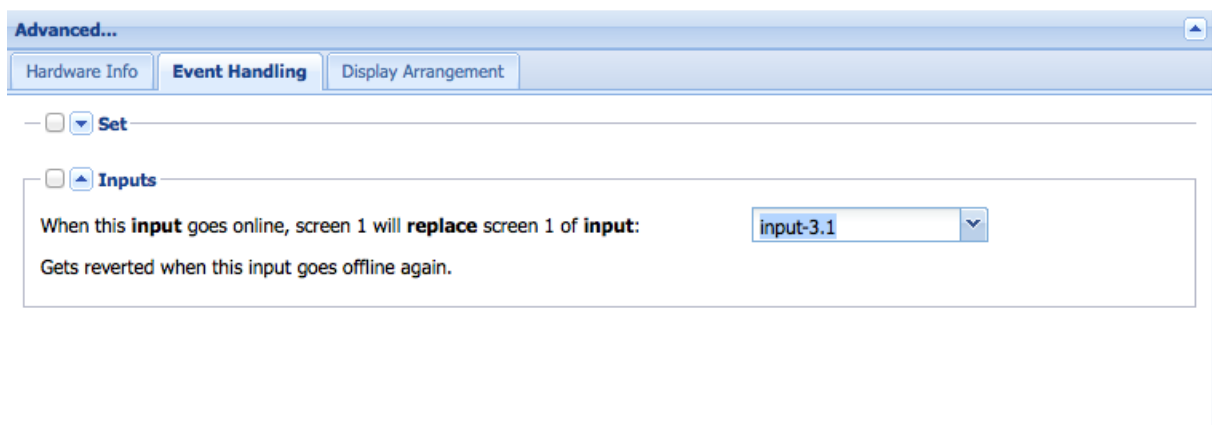 Advanced...
Hardware Info Event Handling Display Arrangement
Set
Inputs
When this input goes online, screen 1 will replace screen 1 of input: input-3.1
Gets reverted when this input goes offline again.